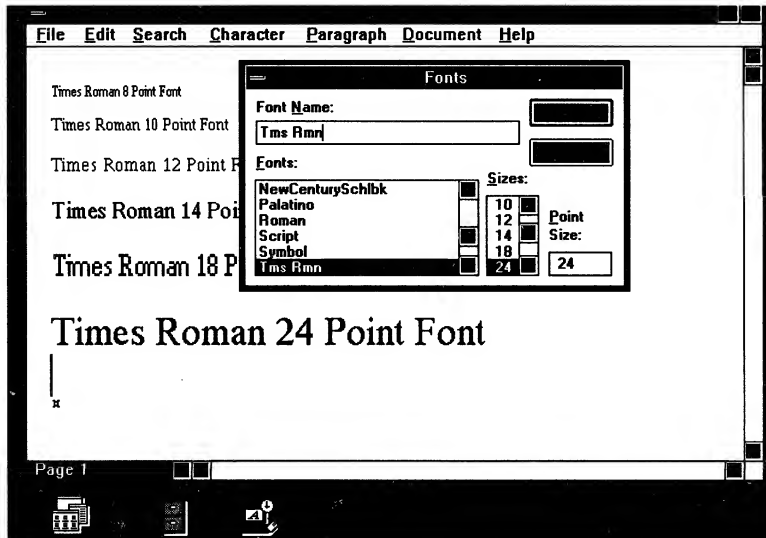 File Edit Search Character Paragraph Document Help
Fonts
Times Roman 8 Point Font
Font Name:
Times Roman 10 Point Font
Tms Rmn
Times Roman 12 Point F
Fonts:
Sizes:
NewCenturySchlbk
Palatino
Roman
Script
Symbol
Tms Rmn
10
12
14
18
24
Point
Size:
24
Times Roman 14 Poi
Times Roman 18 P
Times Roman 24 Point Font
Page 1
A